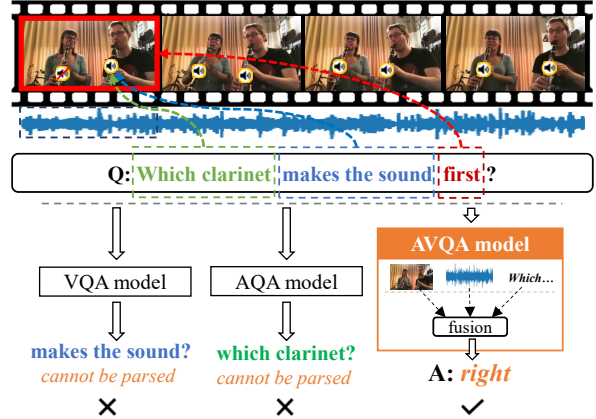 Q: Which clarinet makes the sound first ?
AVQA model
VQA model
AQA model
Which...
fusion
makes the sound?
cannot be parsed
which clarinet?
cannot be parsed
A: right